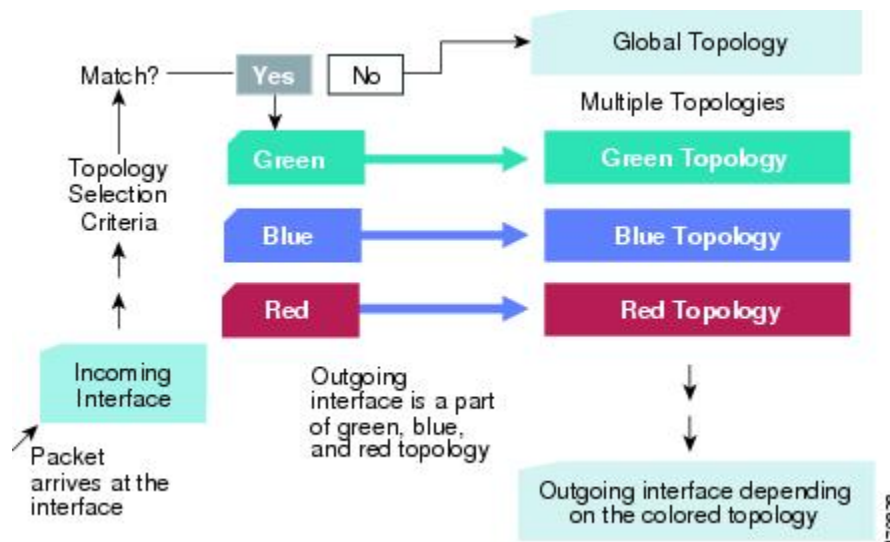 Match?
Yes
No
Global Topology
Multiple Topologies
Topology
Selection
Criteria
Green
Green Topology
Blue
Blue Topology
Red
Red Topology
Incoming
Interface
Packet
arrives at the
interface
Outgoing
interface is a part
of green, blue,
and red topology
Outgoing interface depending
on the colored topology